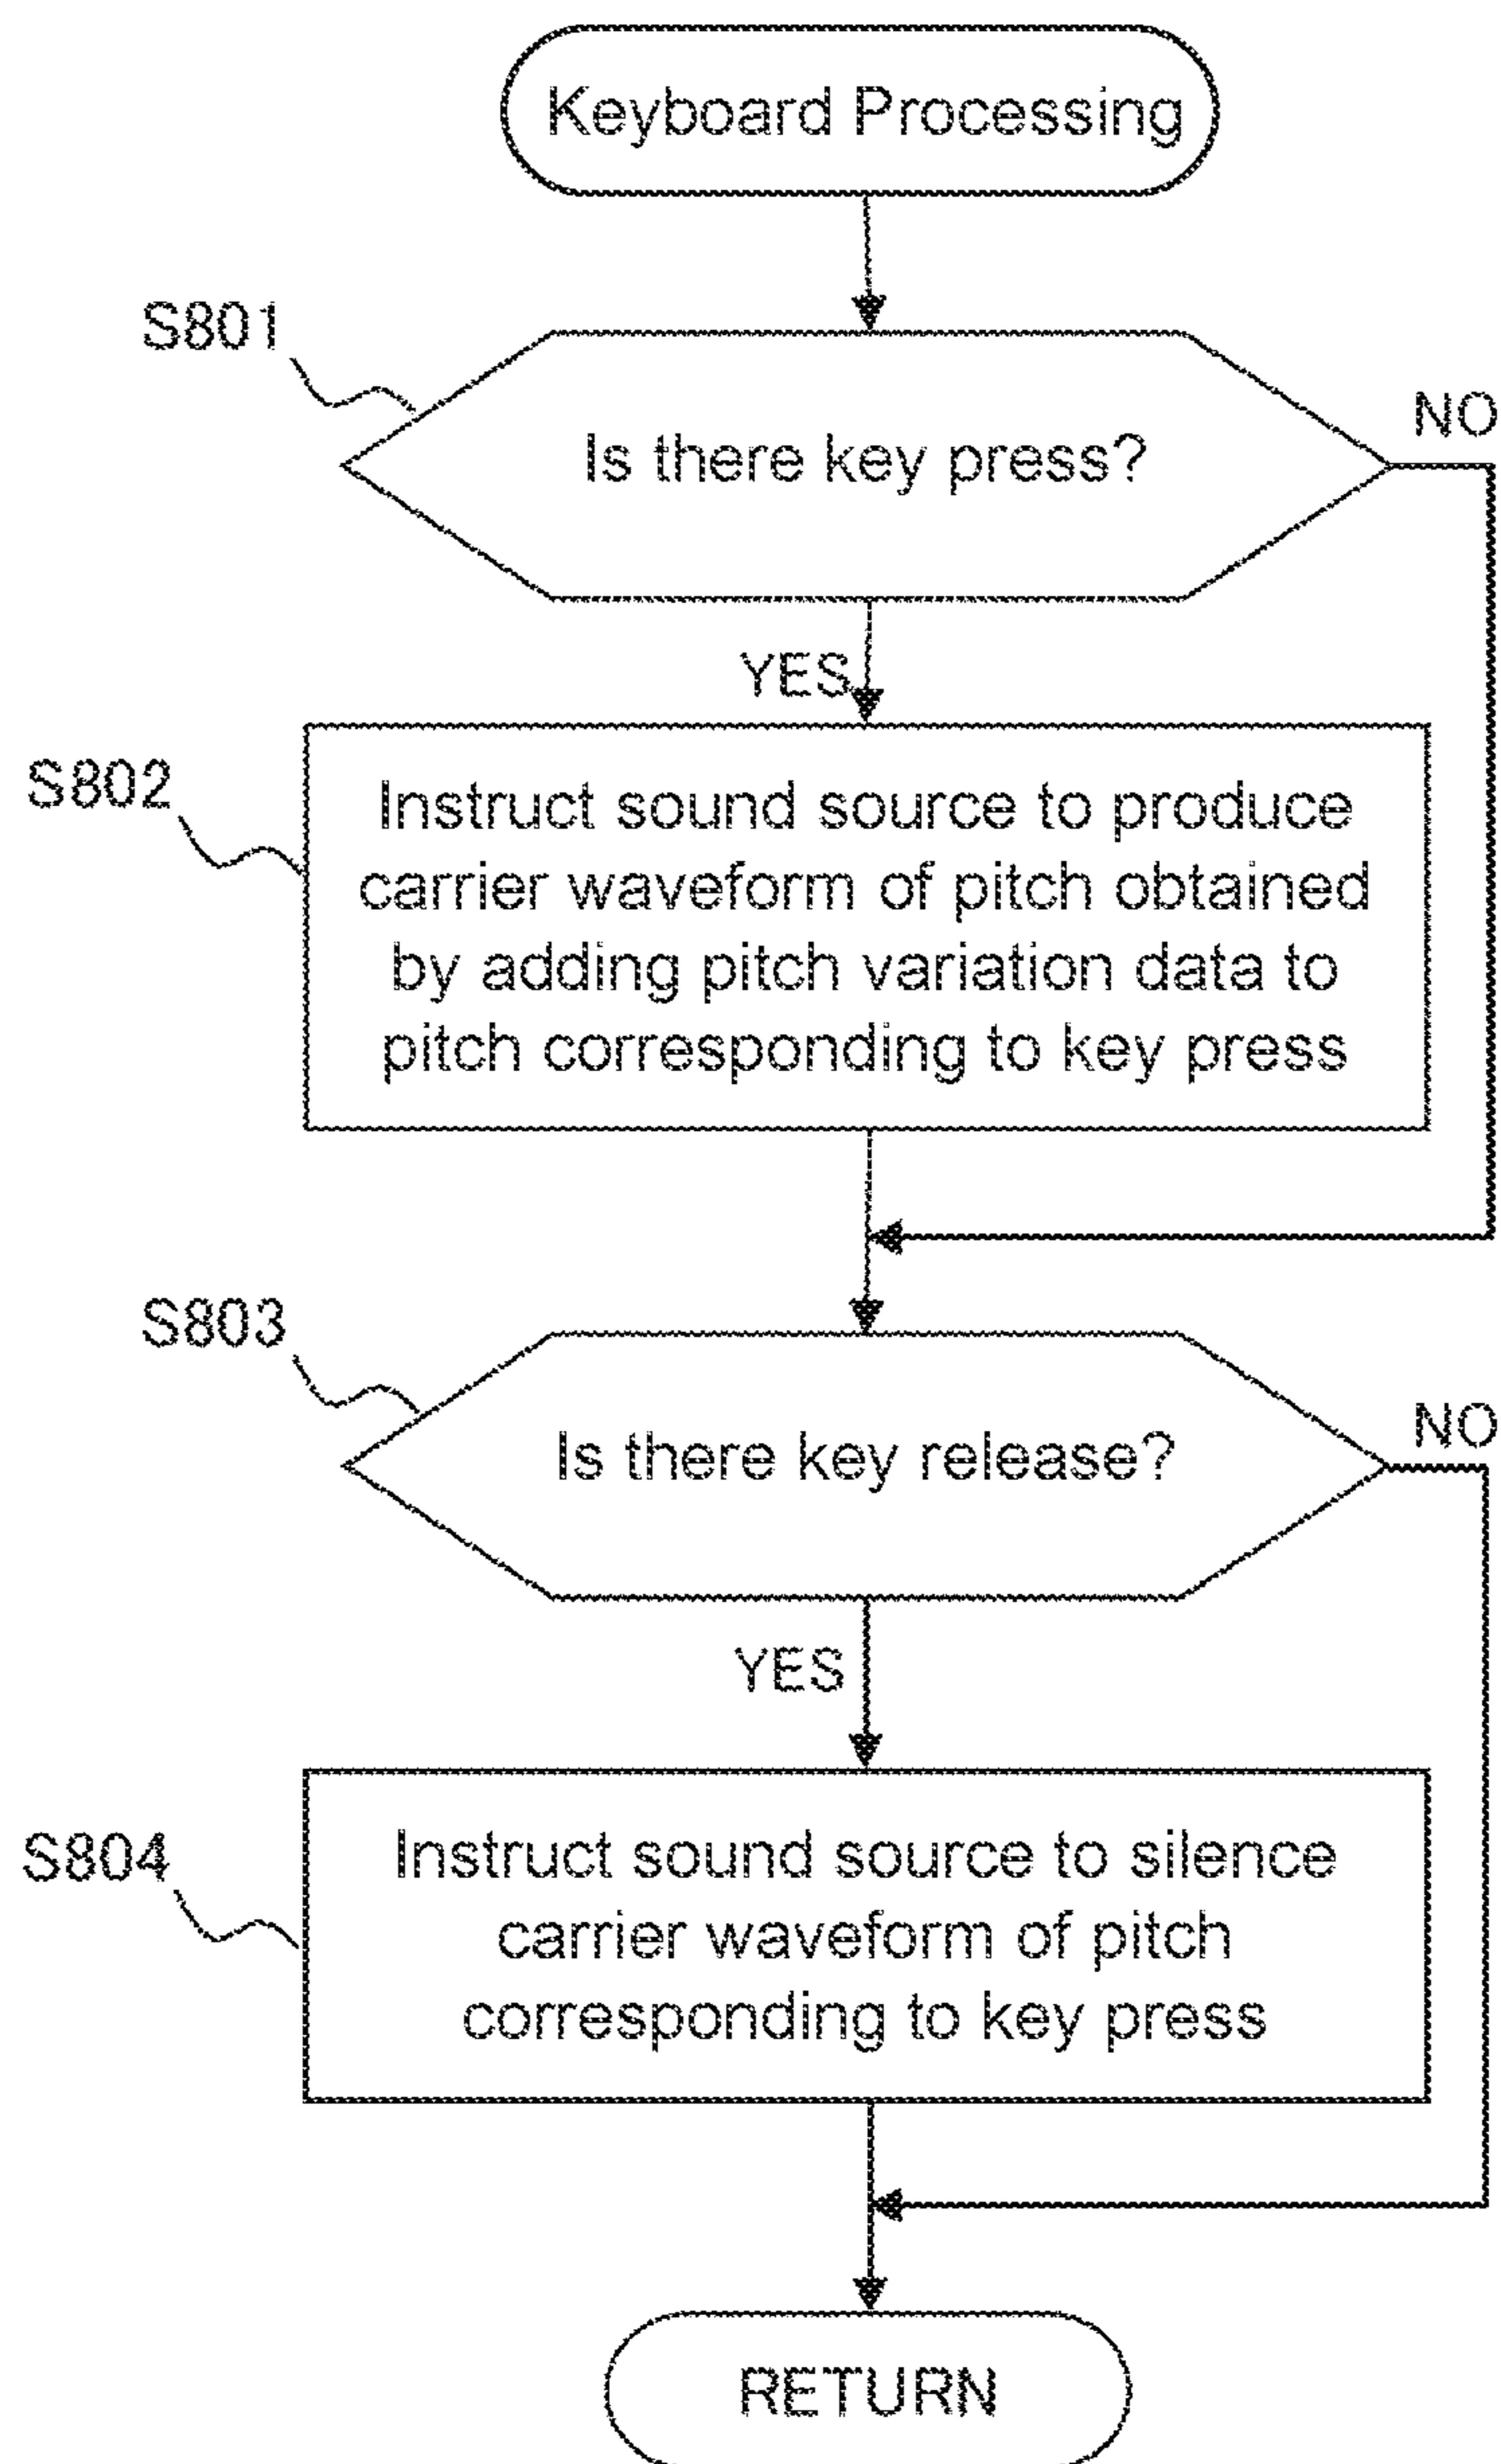 Keyboard Processing
S801
Is there key press?
NO
YES
S802
Instruct sound source to produce
carrier waveform of pitch obtained
by adding pitch variation data to
pitch corresponding to key press
S803
Is there key release?
NO
YES
S804
Instruct sound source to silence
carrier waveform of pitch
corresponding to key press
RETURN